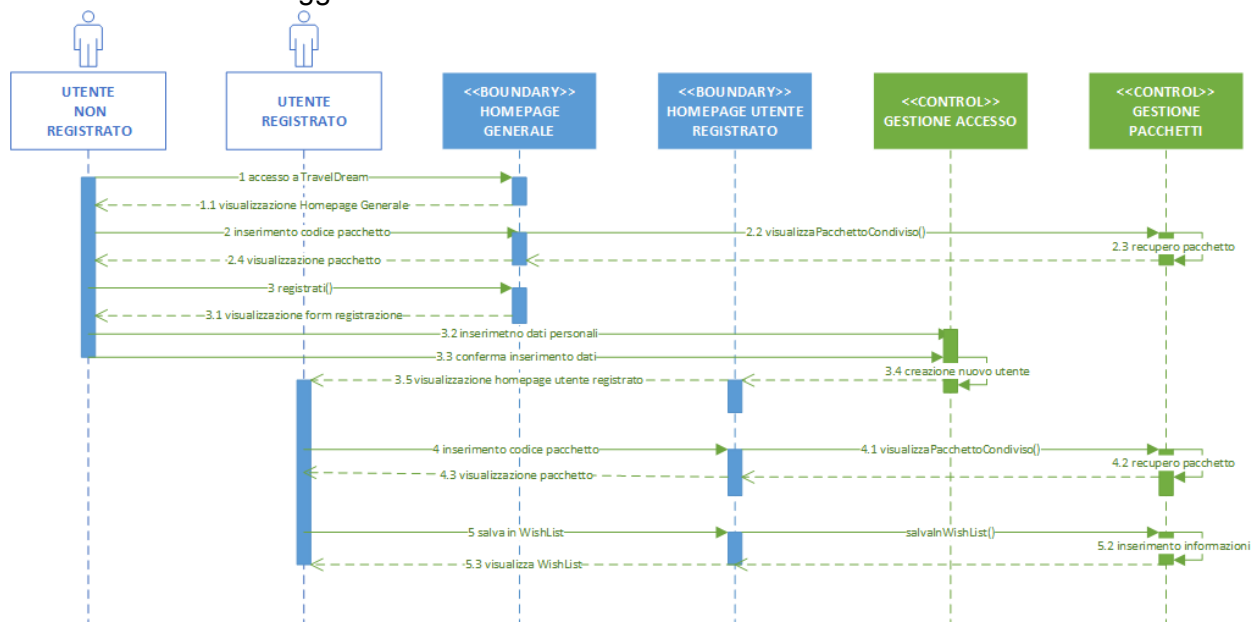 UTENTE
NON
REGISTRATO
UTENTE
REGISTRATO
<<BOUNDARY>>
HOMEPAGE
GENERALE
<<BOUNDARY>>
HOMEPAGE UTENTE
REGISTRATO
<<CONTROL>>
GESTIONE ACCESSO
<<CONTROL>>
GESTIONE
PACCHETTI
1 accesso a TravelDream
1.1 visualizzazione Homepage Generale
2 inserimento codice pacchetto
2.2 visualizzaPacchettoCondiviso()
2.3 recupero pacchetto
2.4 visualizzazione pacchetto
3 registrati()
3.1 visualizzazione form registrazione
3.2 inserimetno dati personali
3.3 conferma inserimento dati
3.4 creazione nuovo utente
3.5 visualizzazione homepage utente registrato
4 inserimento codice pacchetto
4.1 visualizzaPacchettoCondiviso()
4.2 recupero pacchetto
4.3 visualizzazione pacchetto
5 salva in WishList
salvaInWishList()
5.2 inserimento informazioni
5.3 visualizza WishList